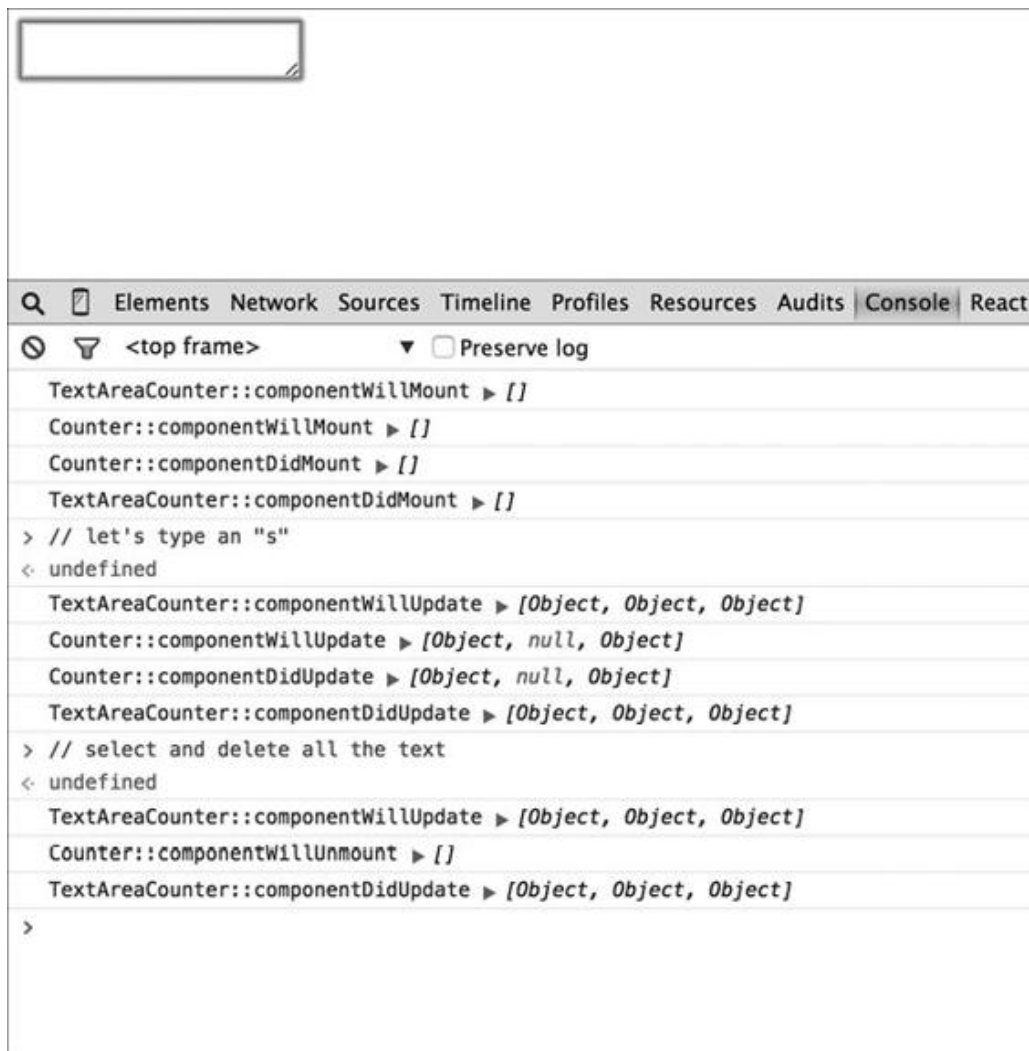 Elements Network Sources Timeline Profiles Resources Audits Console React
<top frame> ▼ Preserve log
TextAreaCounter::componentWillMount ▶ []
Counter::componentWillMount ▶ []
Counter::componentDidMount ▶ []
TextAreaCounter::componentDidMount ▶ []
> // let's type an "s"
<· undefined
TextAreaCounter::componentWillUpdate ▶ [Object, Object, Object]
Counter::componentWillUpdate ▶ [Object, null, Object]
Counter::componentDidUpdate ▶ [Object, null, Object]
TextAreaCounter::componentDidUpdate ▶ [Object, Object, Object]
> // select and delete all the text
<· undefined
TextAreaCounter::componentWillUpdate ▶ [Object, Object, Object]
Counter::componentWillUnmount ▶ []
TextAreaCounter::componentDidUpdate ▶ [Object, Object, Object]
>